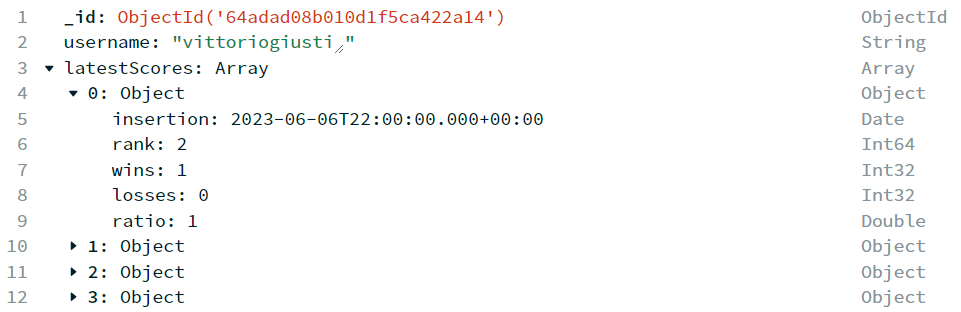 1 _id: ObjectId('64adad08b010d1f5ca422a14') ObjectId
2 username: "vittoriogiusti" String
3 latestScores: Array Array
4 0: Object Object
5 insertion: 2023-06-06T22:00:00.000+00:00 Date
6 rank: 2 Int64
7 wins: 1 Int32
8 losses: 0 Int32
9 ratio: 1 Double
10 1: Object Object
11 2: Object Object
12 3: Object Object